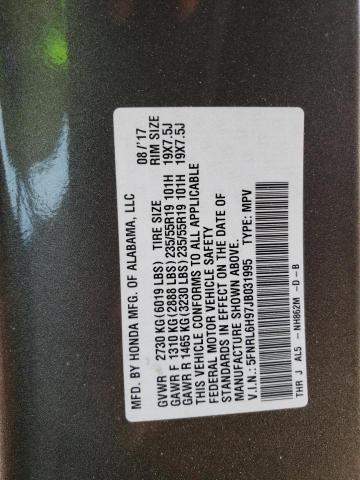 MFD. BY HONDA MFG. OF ALABAMA, LLC 08/'17
GVWR 2730 KG(6019 LBS) TIRE SIZE RIM SIZE
GAWR F 1310 KG(2888 LBS) 235/55R19 101H 19X7.5J
GAWR R 1465 KG(3230 LBS) 235/55R19 101H 19X7.5J
THIS VEHICLE CONFORMS TO ALL APPLICABLE
FEDERAL MOTOR VEHICLE SAFETY
STANDARDS IN EFFECT ON THE DATE OF
MANUFACTURE SHOWN ABOVE.
V.I.N.: 5FNRL6H97JB031995 TYPE: MPV
THR J AL5 -NH862M -D -B